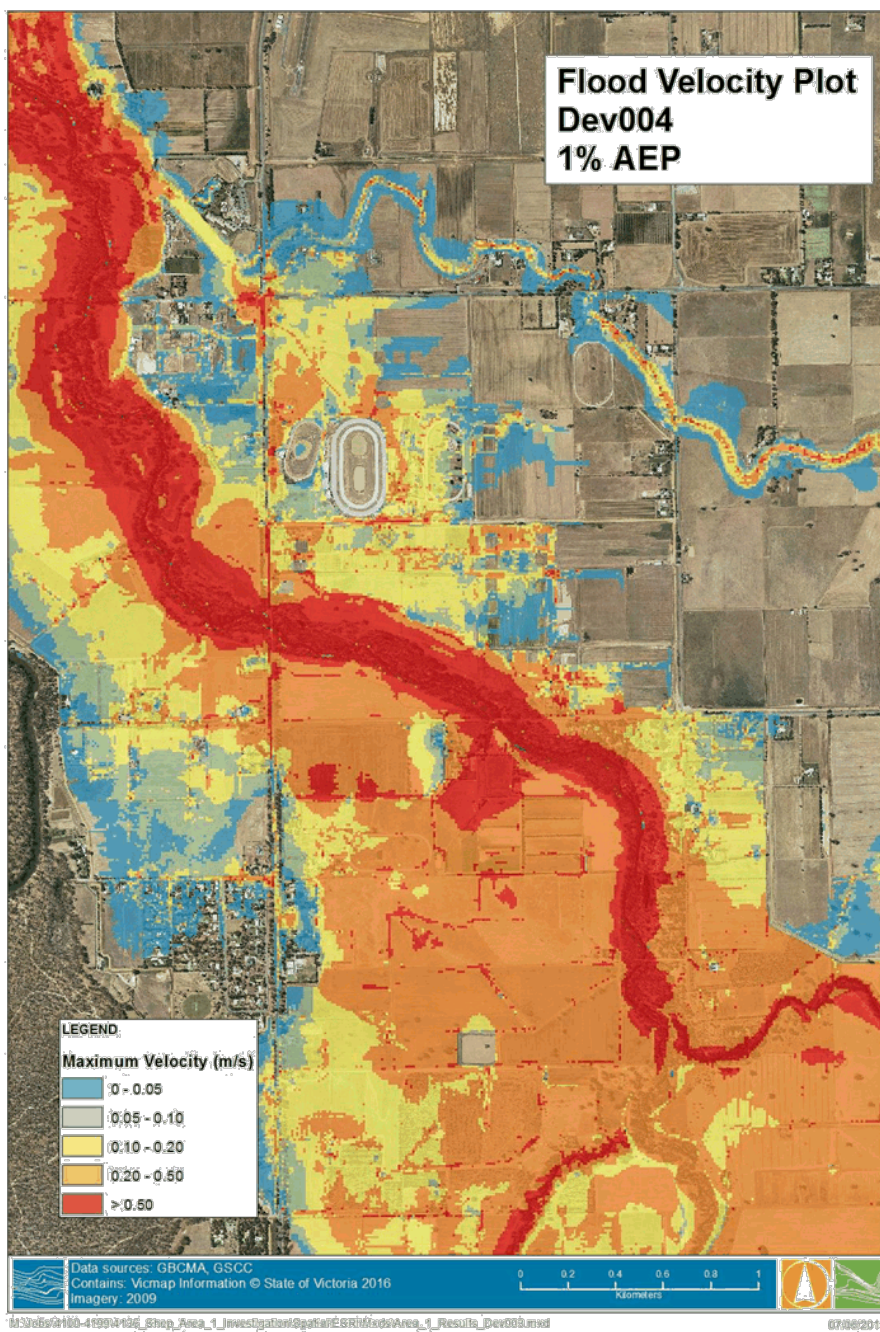 Flood Velocity Plot
Dev004
1% AEP
LEGEND
Maximum Velocity (m/s)
0 - 0.05
0.05 - 0.10
0.10 - 0.20
0.20 - 0.50
> 0.50
Data sources: GBCMA, GSCC
Contains: Vicmap Information © State of Victoria 2016
Imagery: 2009
0 0.2 0.4 0.6 0.8 1
Kilometers